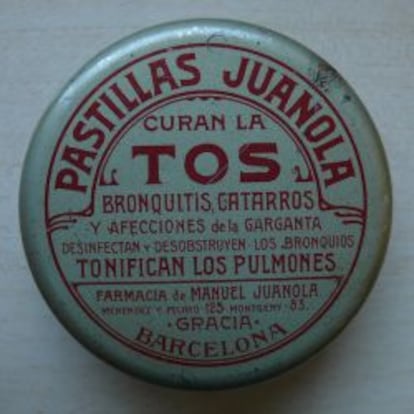 PASTILLAS JUANOLA
CURAN LA
TOS
BRONQUITIS, CATARROS
Y AFECCIONES de la GARGANTA
DESINFECTAN Y DESOBSTRUYEN LOS BRONQUIOS
TONIFICAN LOS PULMONES
FARMACIA de MANUEL JUANOLA
MENENDEZ Y PELAYO 125 MONTSENY 83
· GRACIA ·
BARCELONA